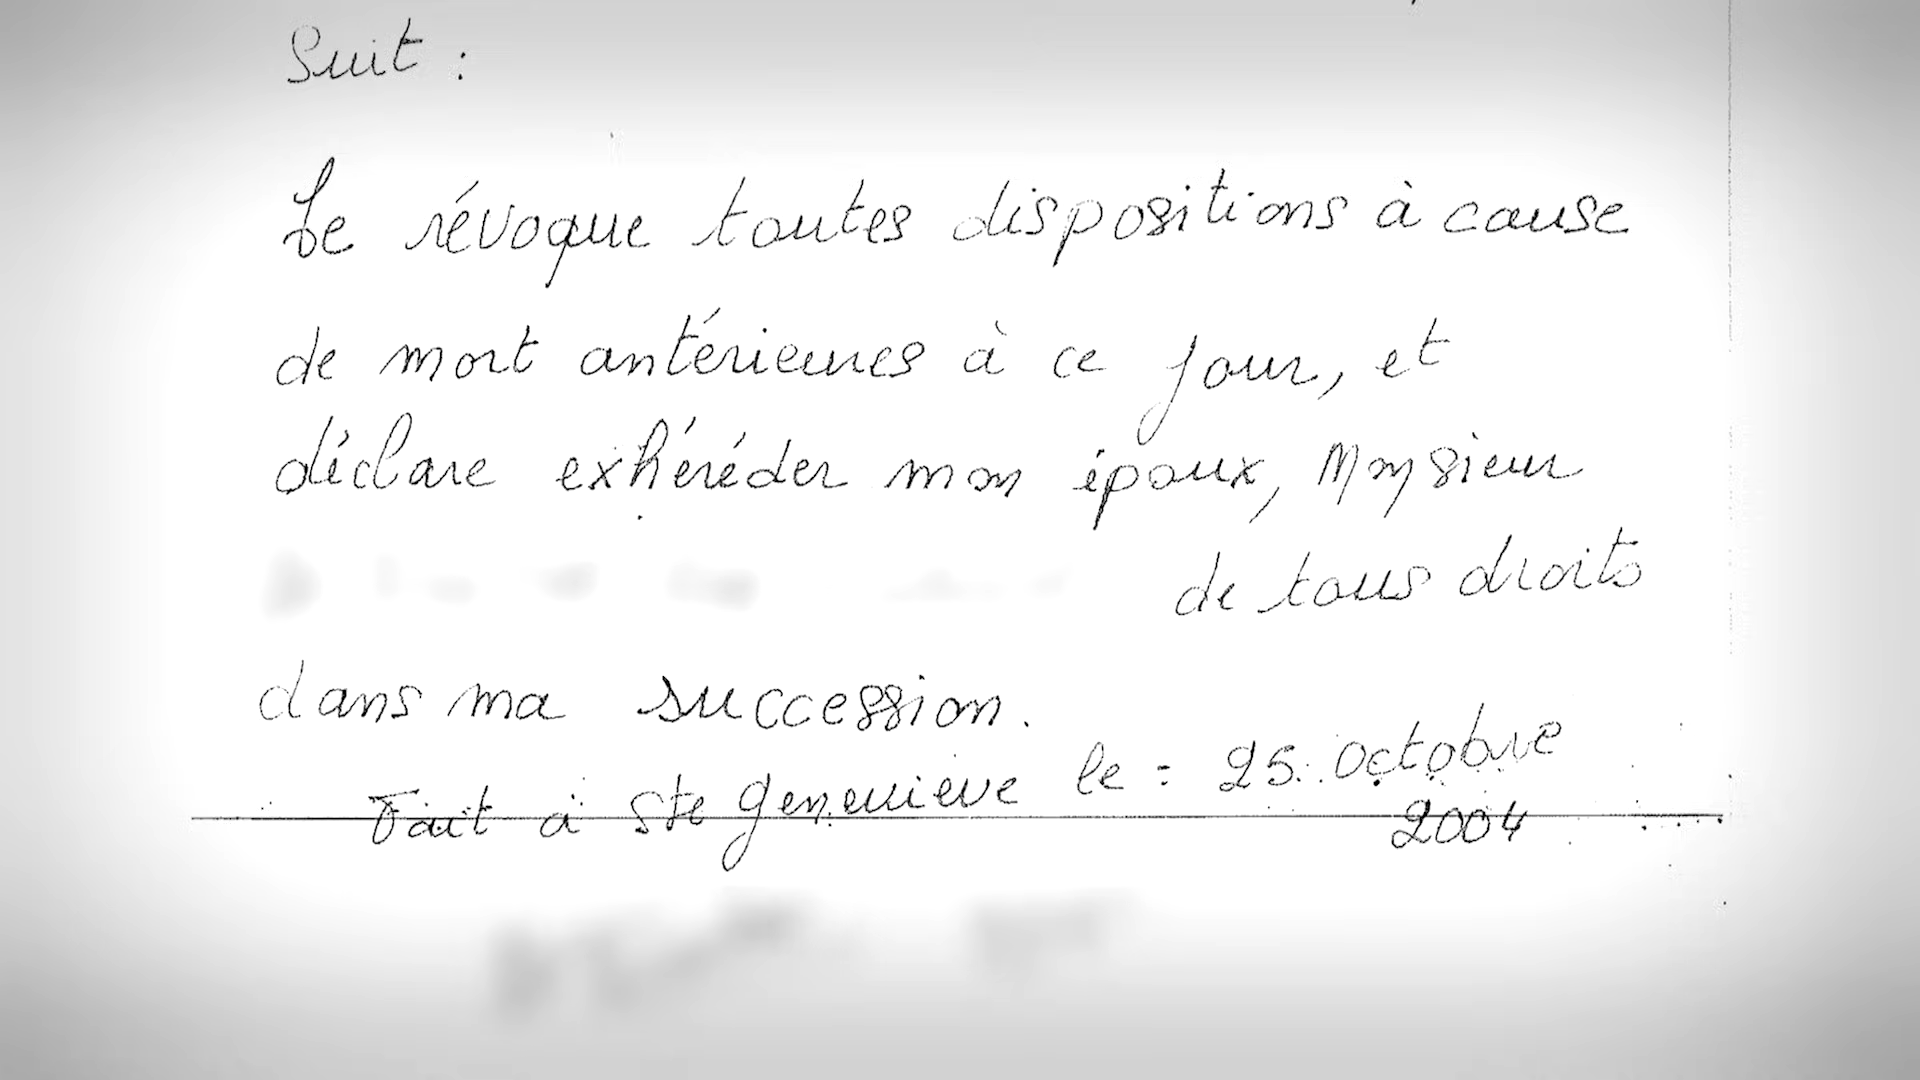 Suit :
Je révoque toutes dispositions à cause
de mort antérieures à ce jour, et
déclare exhéréder mon époux, Monsieur
de tous droits
dans ma succession.
Fait à Ste Geneviève le : 25 Octobre
2004